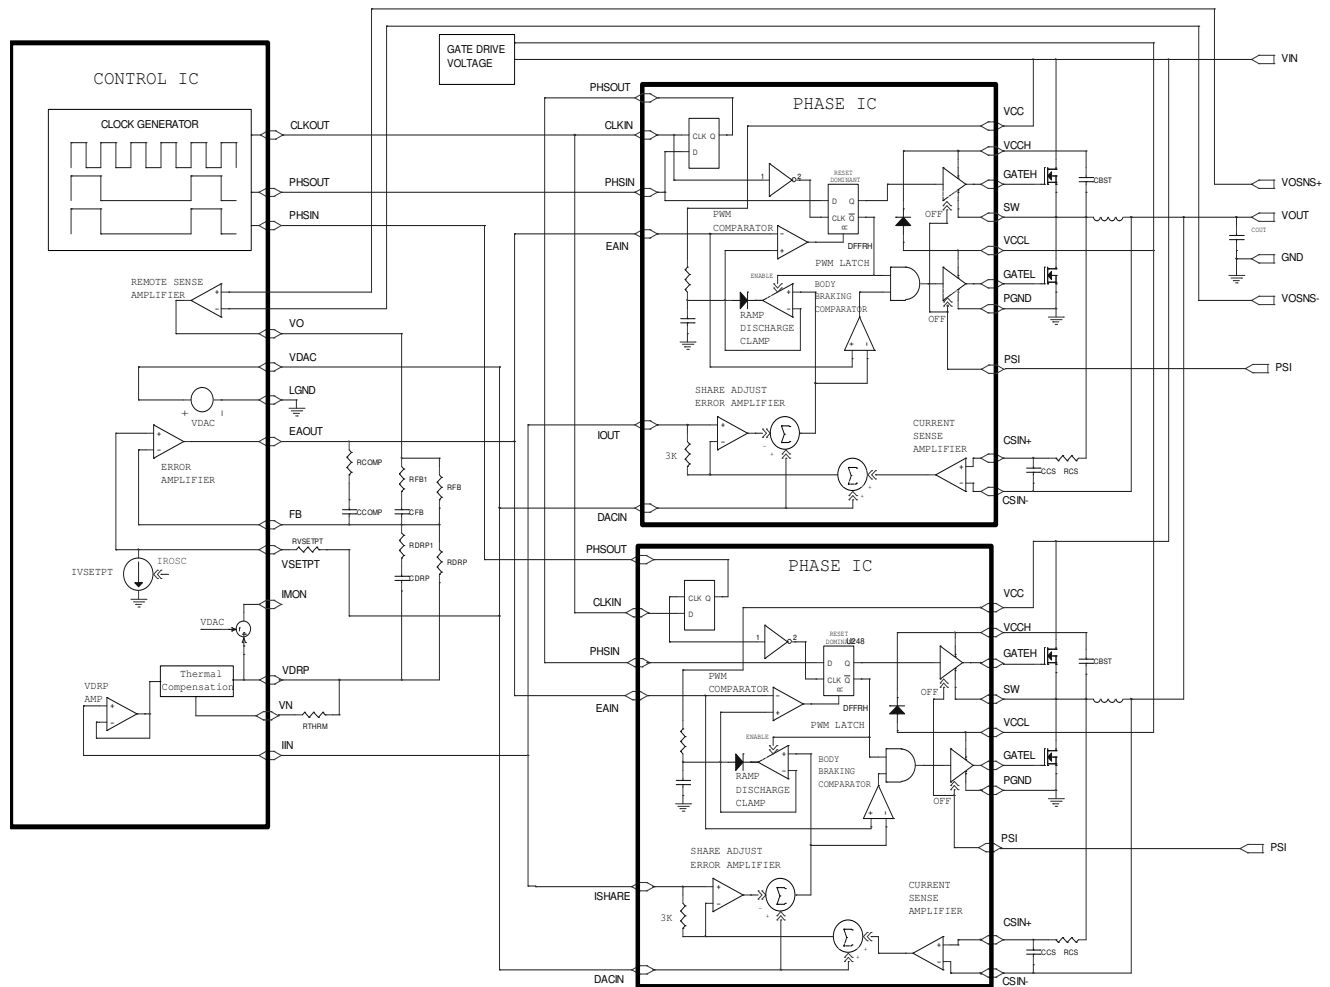 GATE DRIVE
VOLTAGE
VIN
CONTROL IC
CLOCK GENERATOR
CLKOUT
PHSOUT
PHSIN
REMOTE SENSE
AMPLIFIER
VO
VDAC
LGND
+
−
VDAC
EAOUT
+
−
ERROR
AMPLIFIER
RCOMP
RFB1
RFB
CCOMP
CFB
FB
RVSETPT
VSETPT
RDRP1
RDRP
CDRP
IROSC
IVSETPT
IMON
VDAC
Thermal
Compensation
VDRP
VDRP
AMP
VN
RTHRM
IIN
PHSOUT
CLKIN
PHSIN
EAIN
IOUT
DACIN
PHASE IC
CLK Q
D
1
2
RESET
DOMINANT
D Q
CLK Q
R
DFFRH
PWM
COMPARATOR
PWM LATCH
ENABLE
BODY
BRAKING
COMPARATOR
RAMP
DISCHARGE
CLAMP
OFF
OFF
SHARE ADJUST
ERROR AMPLIFIER
3K
Σ
Σ
CURRENT
SENSE
AMPLIFIER
VCC
VCCH
GATEH
SW
VCCL
GATEL
PGND
PSI
CSIN+
CCS RCS
CSIN-
CBST
VOSNS+
VOUT
COUT
GND
VOSNS-
PSI
PHSOUT
CLKIN
PHSIN
EAIN
ISHARE
DACIN
PHASE IC
CLK Q
D
1
2
RESET
DOMINANT
U248
D Q
CLK Q
R
DFFRH
PWM
COMPARATOR
PWM LATCH
ENABLE
BODY
BRAKING
COMPARATOR
RAMP
DISCHARGE
CLAMP
OFF
OFF
SHARE ADJUST
ERROR AMPLIFIER
3K
Σ
Σ
CURRENT
SENSE
AMPLIFIER
VCC
VCCH
GATEH
SW
VCCL
GATEL
PGND
PSI
CSIN+
CCS RCS
CSIN-
CBST
PSI